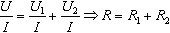 U/I = U₁/I + U₂/I ⇒ R = R₁ + R₂